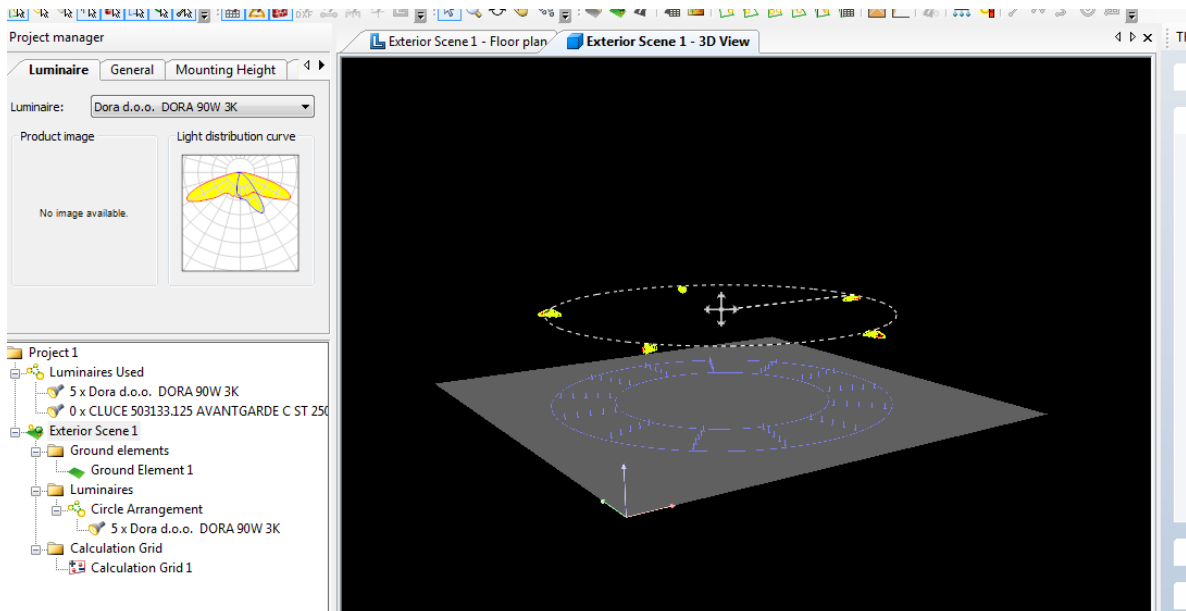 DXF
Project manager
Exterior Scene 1 - Floor plan
Exterior Scene 1 - 3D View
Luminaire
General
Mounting Height
Luminaire:
Dora d.o.o. DORA 90W 3K
Product image
Light distribution curve
No image available.
Project 1
Luminaires Used
5 x Dora d.o.o. DORA 90W 3K
0 x CLUCE 503133.125 AVANTGARDE C ST 250
Exterior Scene 1
Ground elements
Ground Element 1
Luminaires
Circle Arrangement
5 x Dora d.o.o. DORA 90W 3K
Calculation Grid
Calculation Grid 1